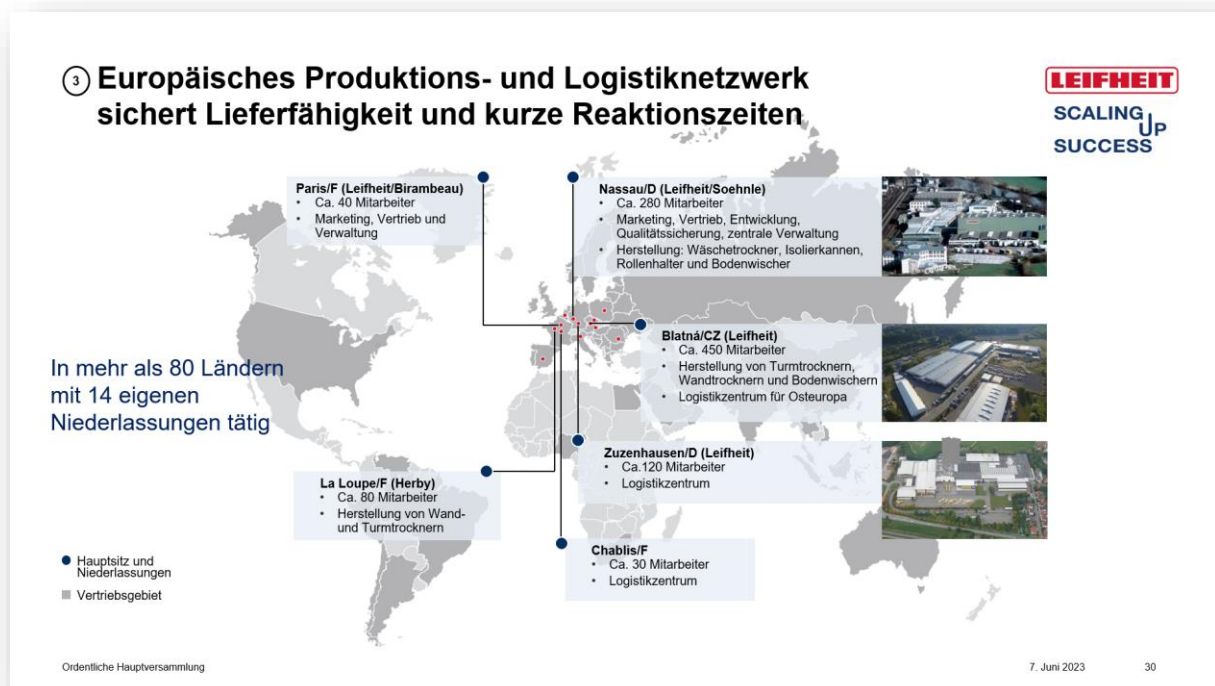 3 Europäisches Produktions- und Logistiknetzwerk
sichert Lieferfähigkeit und kurze Reaktionszeiten
LEIFHEIT
SCALING UP
SUCCESS
Paris/F (Leifheit/Birambeau)
• Ca. 40 Mitarbeiter
• Marketing, Vertrieb und
Verwaltung
Nassau/D (Leifheit/Soehnle)
• Ca. 280 Mitarbeiter
• Marketing, Vertrieb, Entwicklung,
Qualitätssicherung, zentrale Verwaltung
• Herstellung: Wäschetrockner, Isolierkannen,
Rollenhalter und Bodenwischer
Blatná/CZ (Leifheit)
• Ca. 450 Mitarbeiter
• Herstellung von Turmtrocknern,
Wandtrocknern und Bodenwischern
• Logistikzentrum für Osteuropa
In mehr als 80 Ländern
mit 14 eigenen
Niederlassungen tätig
Zuzenhausen/D (Leifheit)
• Ca.120 Mitarbeiter
• Logistikzentrum
La Loupe/F (Herby)
• Ca. 80 Mitarbeiter
• Herstellung von Wand-
und Turmtrocknern
Chablis/F
• Ca. 30 Mitarbeiter
• Logistikzentrum
Hauptsitz und
Niederlassungen
Vertriebsgebiet
Ordentliche Hauptversammlung
7. Juni 2023
30